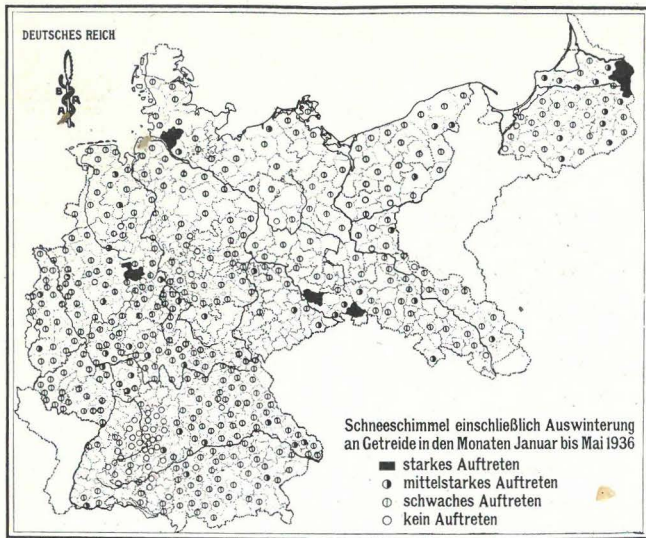 DEUTSCHES REICH
B
R
A
Schneeschimmel einschließlich Auswinterung
an Getreide in den Monaten Januar bis Mai 1936
starkes Auftreten
mittelstarkes Auftreten
schwaches Auftreten
kein Auftreten